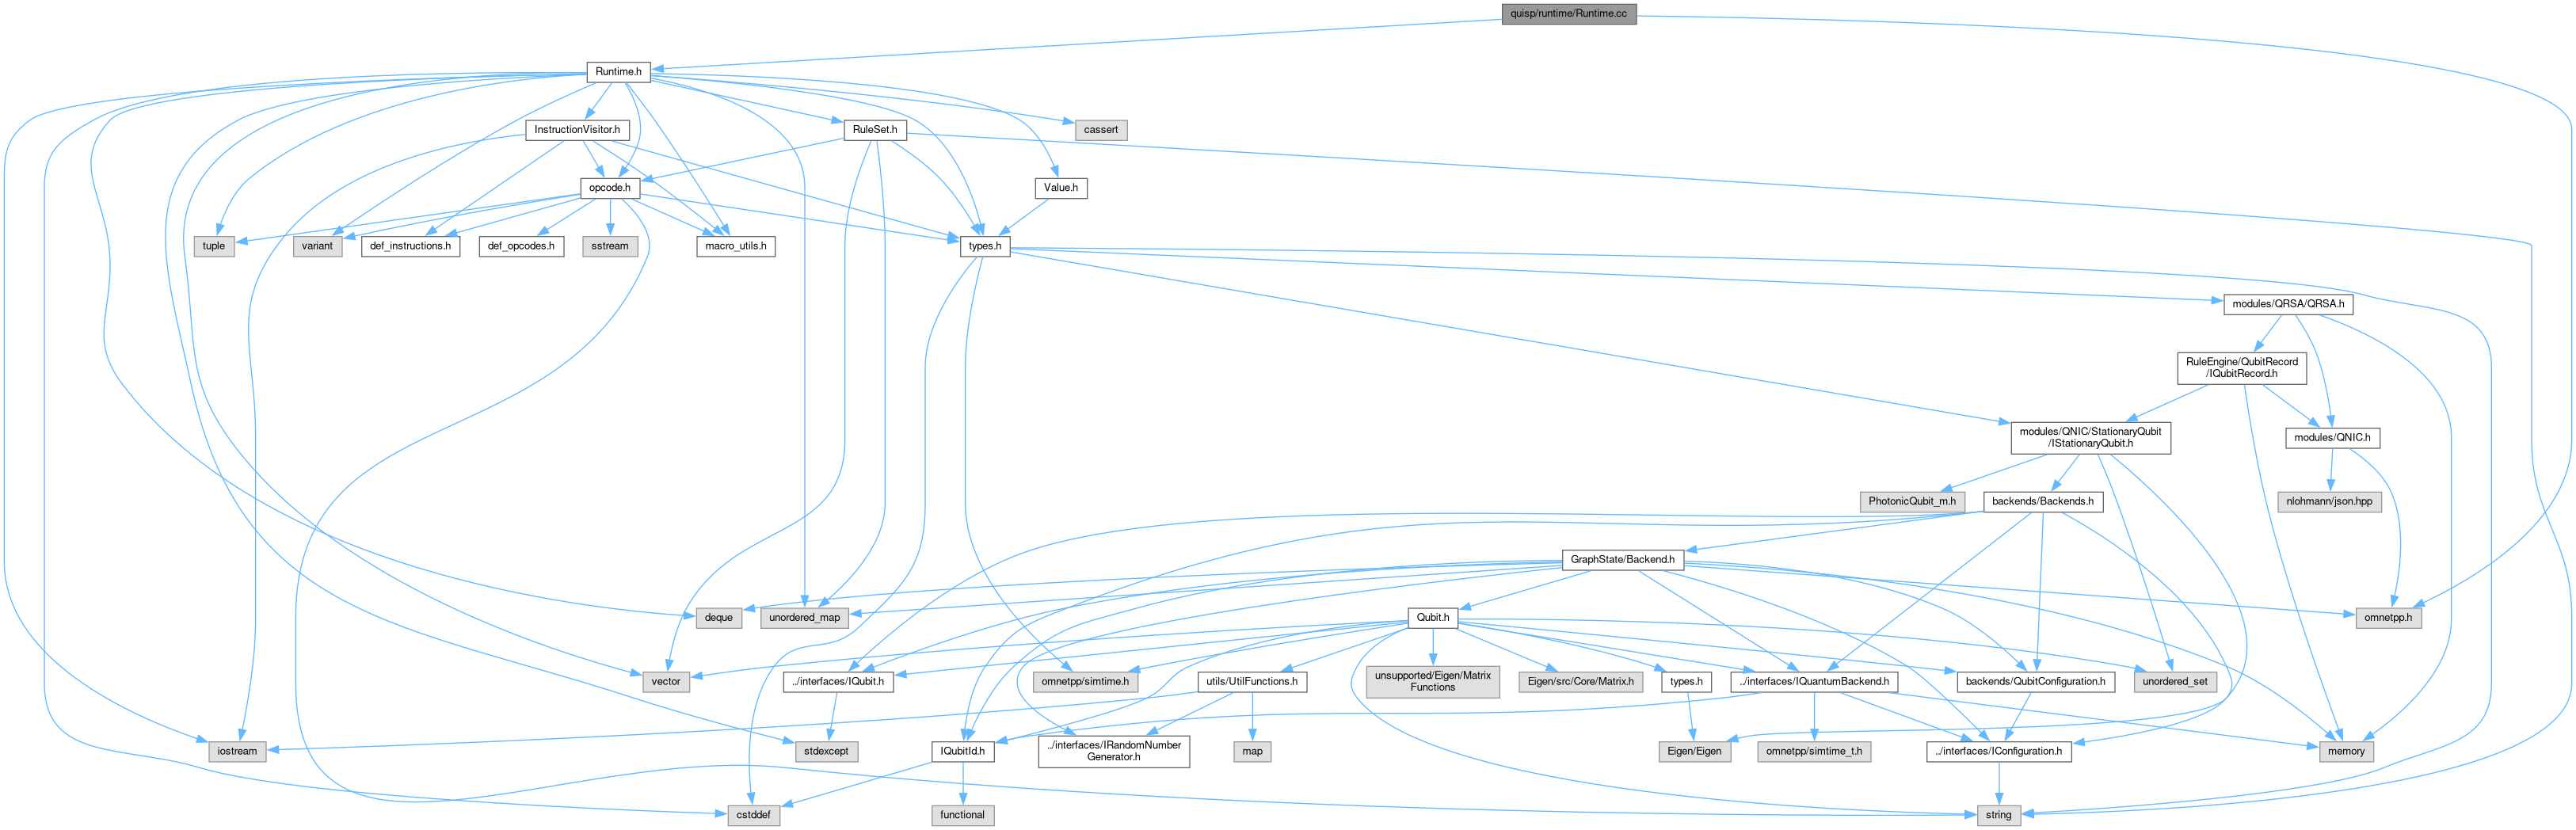 quisp/runtime/Runtime.cc
Runtime.h
InstructionVisitor.h
RuleSet.h
cassert
opcode.h
Value.h
tuple
variant
def_instructions.h
def_opcodes.h
sstream
macro_utils.h
types.h
modules/QRSA/QRSA.h
RuleEngine/QubitRecord
/IQubitRecord.h
modules/QNIC/StationaryQubit
/IStationaryQubit.h
modules/QNIC.h
PhotonicQubit_m.h
backends/Backends.h
nlohmann/json.hpp
GraphState/Backend.h
deque
unordered_map
Qubit.h
omnetpp.h
vector
../interfaces/IQubit.h
omnetpp/simtime.h
utils/UtilFunctions.h
unsupported/Eigen/Matrix
Functions
Eigen/src/Core/Matrix.h
types.h
../interfaces/IQuantumBackend.h
backends/QubitConfiguration.h
unordered_set
iostream
stdexcept
IQubitId.h
../interfaces/IRandomNumber
Generator.h
map
Eigen/Eigen
omnetpp/simtime_t.h
../interfaces/IConfiguration.h
memory
cstddef
functional
string